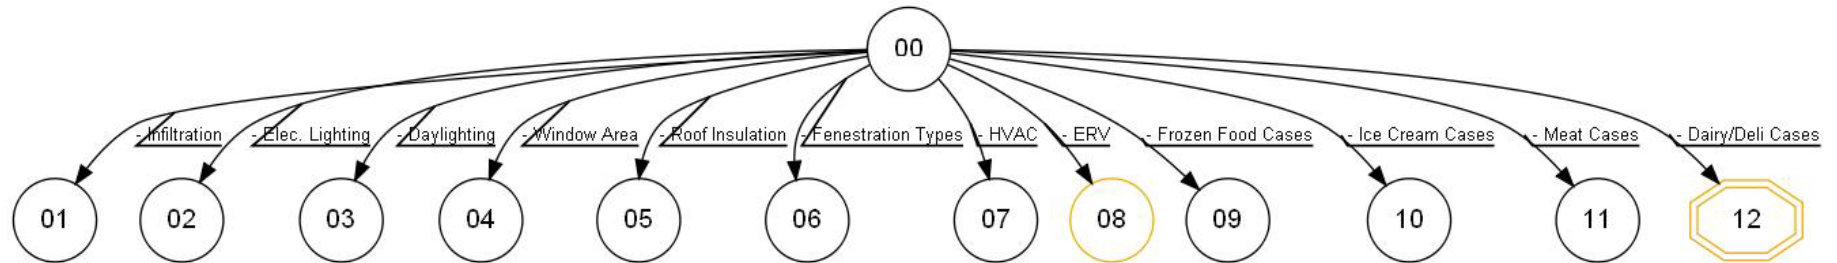 00
- Infiltration
- Elec. Lighting
- Daylighting
- Window Area
- Roof Insulation
- Fenestration Types
- HVAC
- ERV
- Frozen Food Cases
- Ice Cream Cases
- Meat Cases
- Dairy/Deli Cases
01
02
03
04
05
06
07
08
09
10
11
12